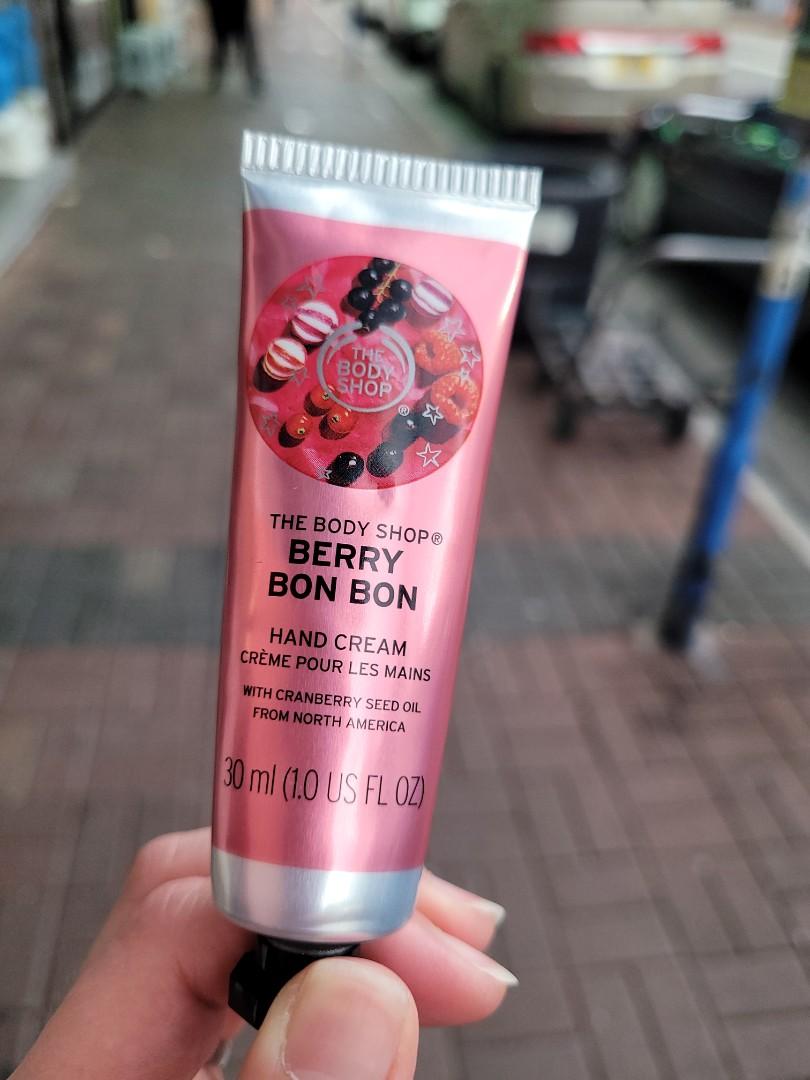 THE
BODY
SHOP
®
THE BODY SHOP®
BERRY
BON BON
HAND CREAM
CRÈME POUR LES MAINS
WITH CRANBERRY SEED OIL
FROM NORTH AMERICA
30 ml (1.0 US FL OZ)